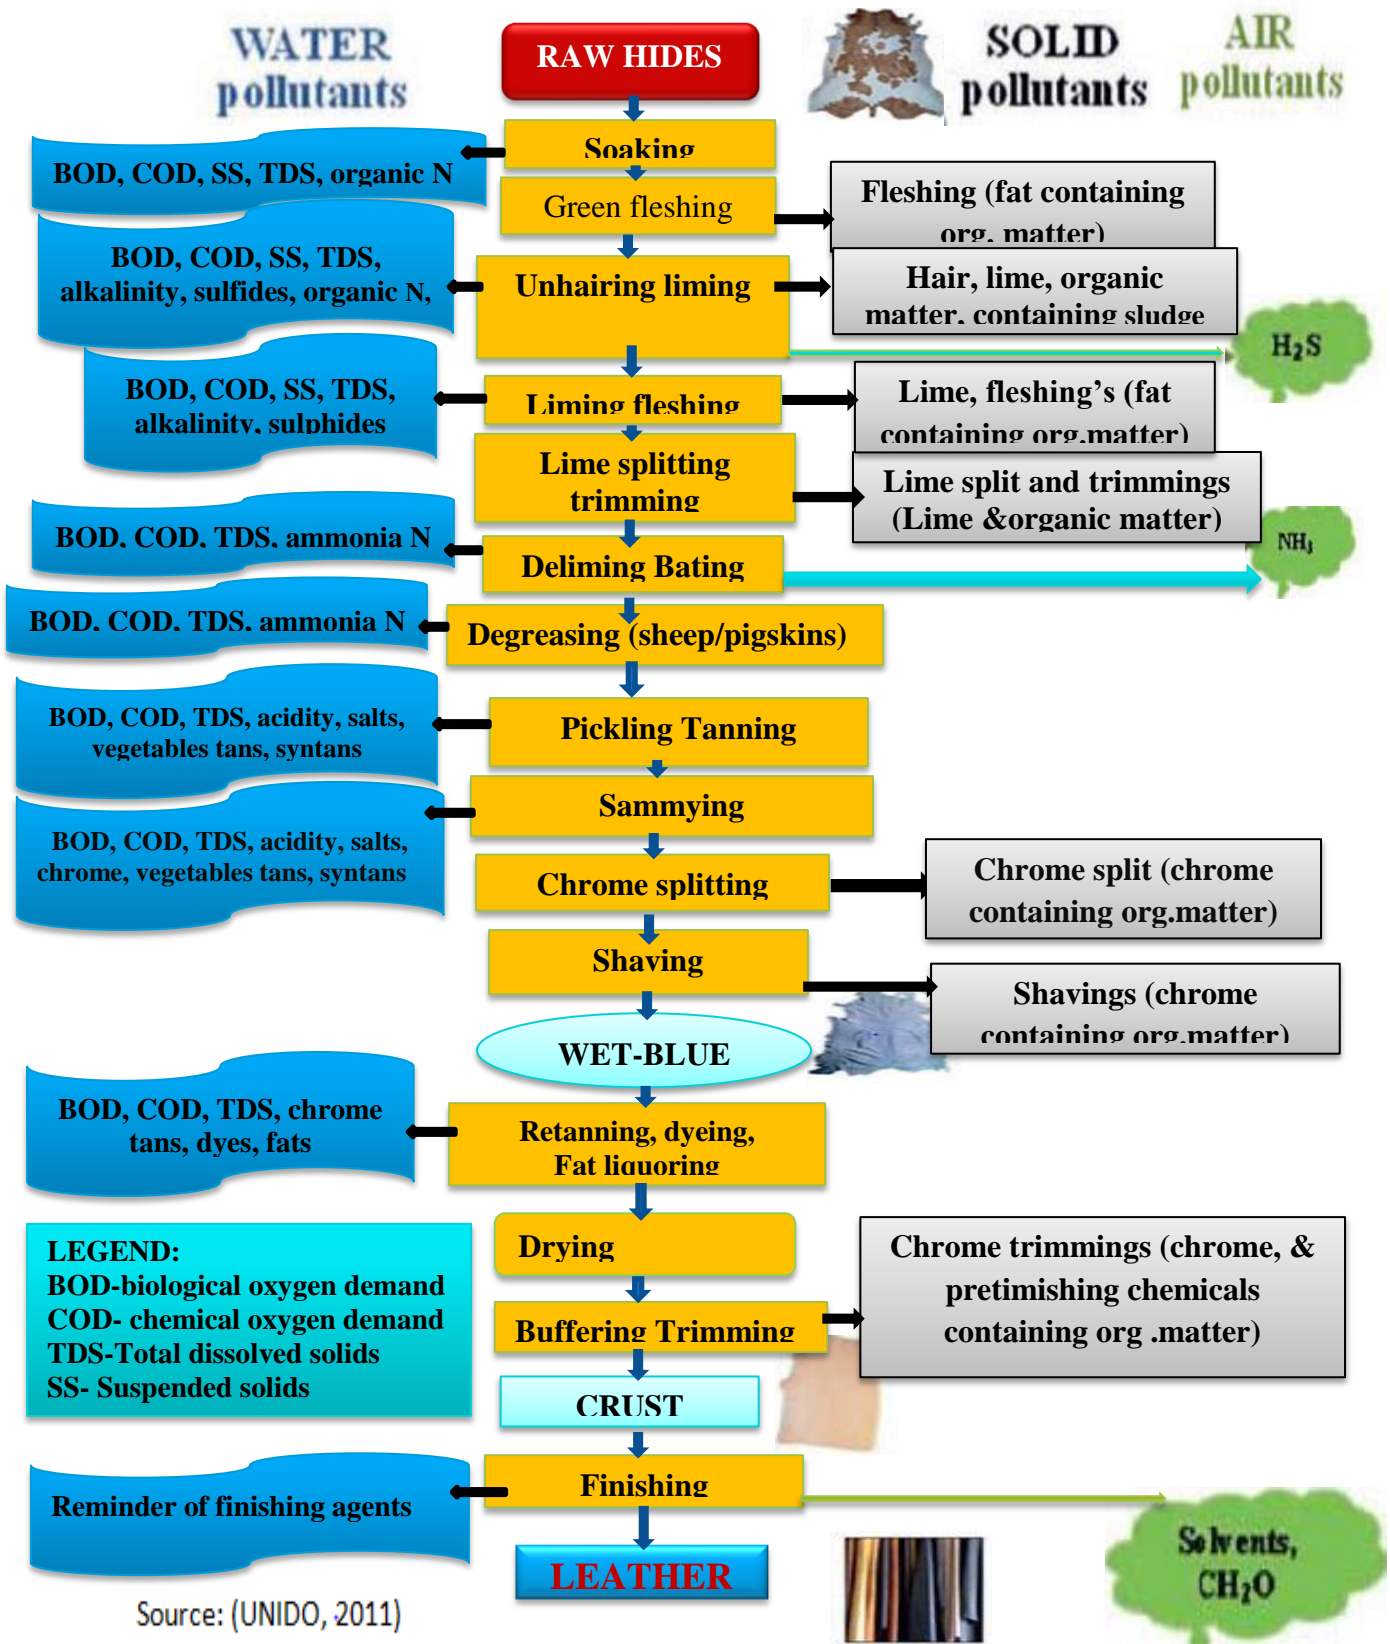 WATER
pollutants
RAW HIDES
SOLID
pollutants
AIR
pollutants
Soaking
BOD, COD, SS, TDS, organic N
Green fleshing
Fleshing (fat containing
org. matter)
BOD, COD, SS, TDS,
alkalinity, sulfides, organic N,
Unhairing liming
Hair, lime, organic
matter, containing sludge
H₂S
BOD, COD, SS, TDS,
alkalinity, sulphides
Liming fleshing
Lime, fleshing’s (fat
containing org.matter)
Lime splitting
trimming
Lime split and trimmings
(Lime &organic matter)
BOD, COD, TDS, ammonia N
Deliming Bating
NH₃
BOD, COD, TDS, ammonia N
Degreasing (sheep/pigskins)
BOD, COD, TDS, acidity, salts,
vegetables tans, syntans
Pickling Tanning
Sammying
BOD, COD, TDS, acidity, salts,
chrome, vegetables tans, syntans
Chrome splitting
Chrome split (chrome
containing org.matter)
Shaving
Shavings (chrome
containing org.matter)
WET-BLUE
BOD, COD, TDS, chrome
tans, dyes, fats
Retanning, dyeing,
Fat liquoring
Drying
LEGEND:
BOD-biological oxygen demand
COD- chemical oxygen demand
TDS-Total dissolved solids
SS- Suspended solids
Chrome trimmings (chrome, &
pretimishing chemicals
containing org .matter)
Buffering Trimming
CRUST
Finishing
Reminder of finishing agents
Solvents,
CH₂O
LEATHER
Source: (UNIDO, 2011)